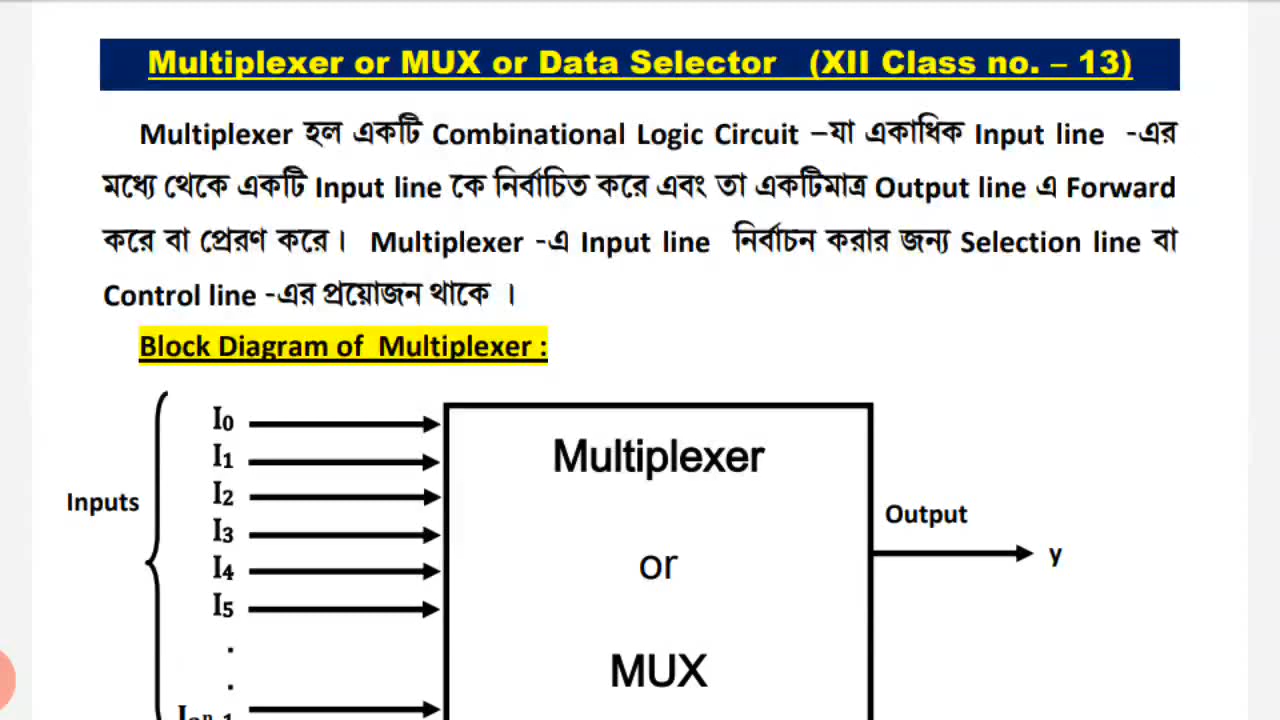 Multiplexer or MUX or Data Selector (XII Class no. – 13)
Multiplexer হল একটি Combinational Logic Circuit –যা একাধিক Input line -এর
মধ্যে থেকে একটি Input line কে নির্বাচিত করে এবং তা একটিমাত্র Output line এ Forward
করে বা প্রেরণ করে। Multiplexer -এ Input line নির্বাচন করার জন্য Selection line বা
Control line -এর প্রয়োজন থাকে ।
Block Diagram of Multiplexer :
I0
I1
I2
I3
I4
I5
.
.
Inputs
Multiplexer
or
MUX
Output
y